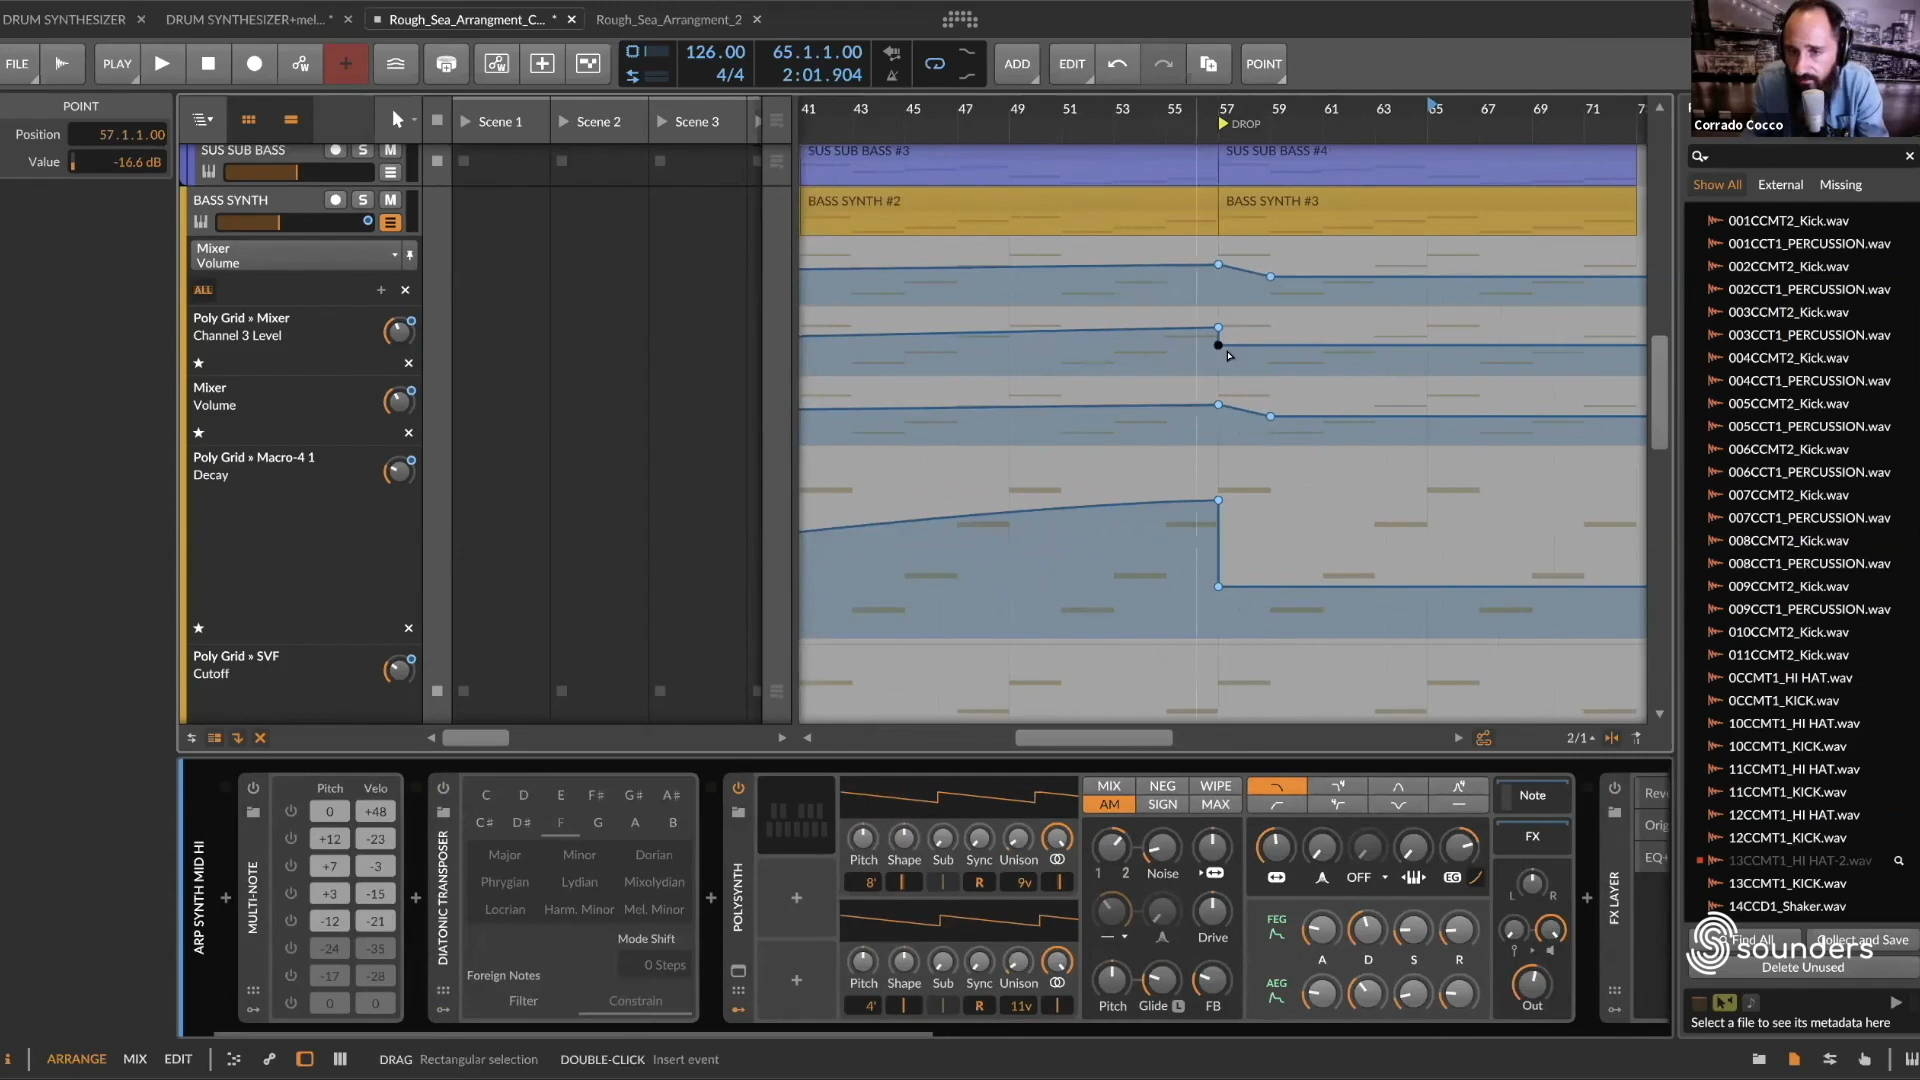 DRUM SYNTHESIZER
DRUM SYNTHESIZER+mel... *
Rough_Sea_Arrangment_C... *
Rough_Sea_Arrangment_2
FILE
PLAY
126.00
4/4
65.1.1.00
2:01.904
ADD
EDIT
POINT
Corrado Cocco
POINT
Position 57.1.1.00
Value -16.6 dB
Scene 1
Scene 2
Scene 3
41 43 45 47 49 51 53 55 57 59 61 63 65 67 69 71
DROP
SUS SUB BASS
S
M
SUS SUB BASS #3
SUS SUB BASS #4
BASS SYNTH
S
M
BASS SYNTH #2
BASS SYNTH #3
Mixer
Volume
ALL
Poly Grid » Mixer
Channel 3 Level
Mixer
Volume
Poly Grid » Macro-4 1
Decay
Poly Grid » SVF
Cutoff
2/1
Show All External Missing
001CCMT2_Kick.wav
001CCT1_PERCUSSION.wav
002CCMT2_Kick.wav
002CCT1_PERCUSSION.wav
003CCMT2_Kick.wav
003CCT1_PERCUSSION.wav
004CCMT2_Kick.wav
004CCT1_PERCUSSION.wav
005CCMT2_Kick.wav
005CCT1_PERCUSSION.wav
006CCMT2_Kick.wav
006CCT1_PERCUSSION.wav
007CCMT2_Kick.wav
007CCT1_PERCUSSION.wav
008CCMT2_Kick.wav
008CCT1_PERCUSSION.wav
009CCMT2_Kick.wav
009CCT1_PERCUSSION.wav
010CCMT2_Kick.wav
011CCMT2_Kick.wav
0CCMT1_HI HAT.wav
0CCMT1_KICK.wav
10CCMT1_HI HAT.wav
10CCMT1_KICK.wav
11CCMT1_HI HAT.wav
11CCMT1_KICK.wav
12CCMT1_HI HAT.wav
12CCMT1_KICK.wav
13CCMT1_HI HAT-2.wav
13CCMT1_KICK.wav
14CCD1_Shaker.wav
Find All
Collect and Save
sounders
Delete Unused
Select a file to see its metadata here
ARP SYNTH MID HI
MULTI-NOTE
Pitch Velo
0 +48
+12 -23
+7 -3
+3 -15
-12 -21
-24 -35
-17 -28
0 0
DIATONIC TRANSPOSER
C D E F# G# A#
C# D# F G A B
Major Minor Dorian
Phrygian Lydian Mixolydian
Locrian Harm. Minor Mel. Minor
Mode Shift
0 Steps
Foreign Notes
Filter Constrain
POLYSYNTH
Pitch Shape Sub Sync Unison
8' R 9v
Pitch Shape Sub Sync Unison
4' R 11v
MIX NEG WIPE
AM SIGN MAX
1 2 Noise
Drive
Pitch Glide L FB
OFF
EG
FEG
A D S R
AEG
Note
FX
L R
Out
FX LAYER
Reve
Orig
EQ+
ARRANGE MIX EDIT
DRAG Rectangular selection
DOUBLE-CLICK Insert event